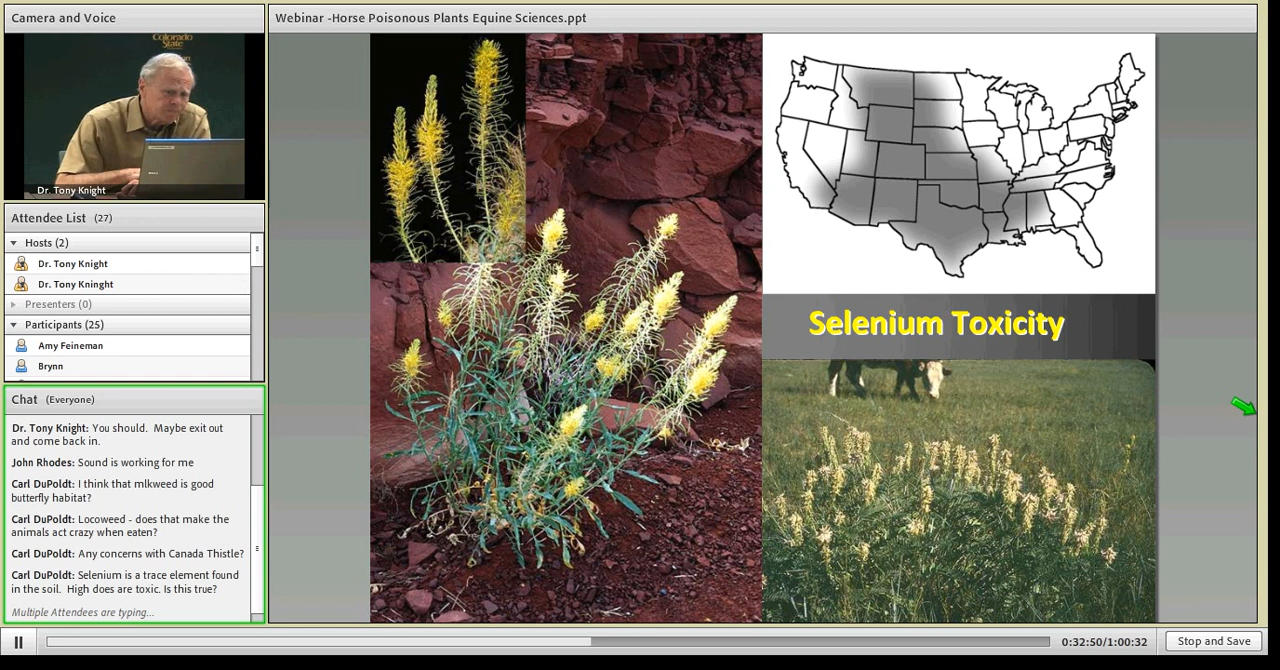 Camera and Voice
Colorado
State
Dr. Tony Knight
Attendee List (27)
Hosts (2)
Dr. Tony Knight
Dr. Tony Kninght
Presenters (0)
Participants (25)
Amy Feineman
Brynn
Chat (Everyone)
Dr. Tony Knight: You should. Maybe exit out
and come back in.
John Rhodes: Sound is working for me
Carl DuPoldt: I think that mlkweed is good
butterfly habitat?
Carl DuPoldt: Locoweed - does that make the
animals act crazy when eaten?
Carl DuPoldt: Any concerns with Canada Thistle?
Carl DuPoldt: Selenium is a trace element found
in the soil. High does are toxic. Is this true?
Multiple Attendees are typing...
Webinar -Horse Poisonous Plants Equine Sciences.ppt
Selenium Toxicity
0:32:50/1:00:32
Stop and Save